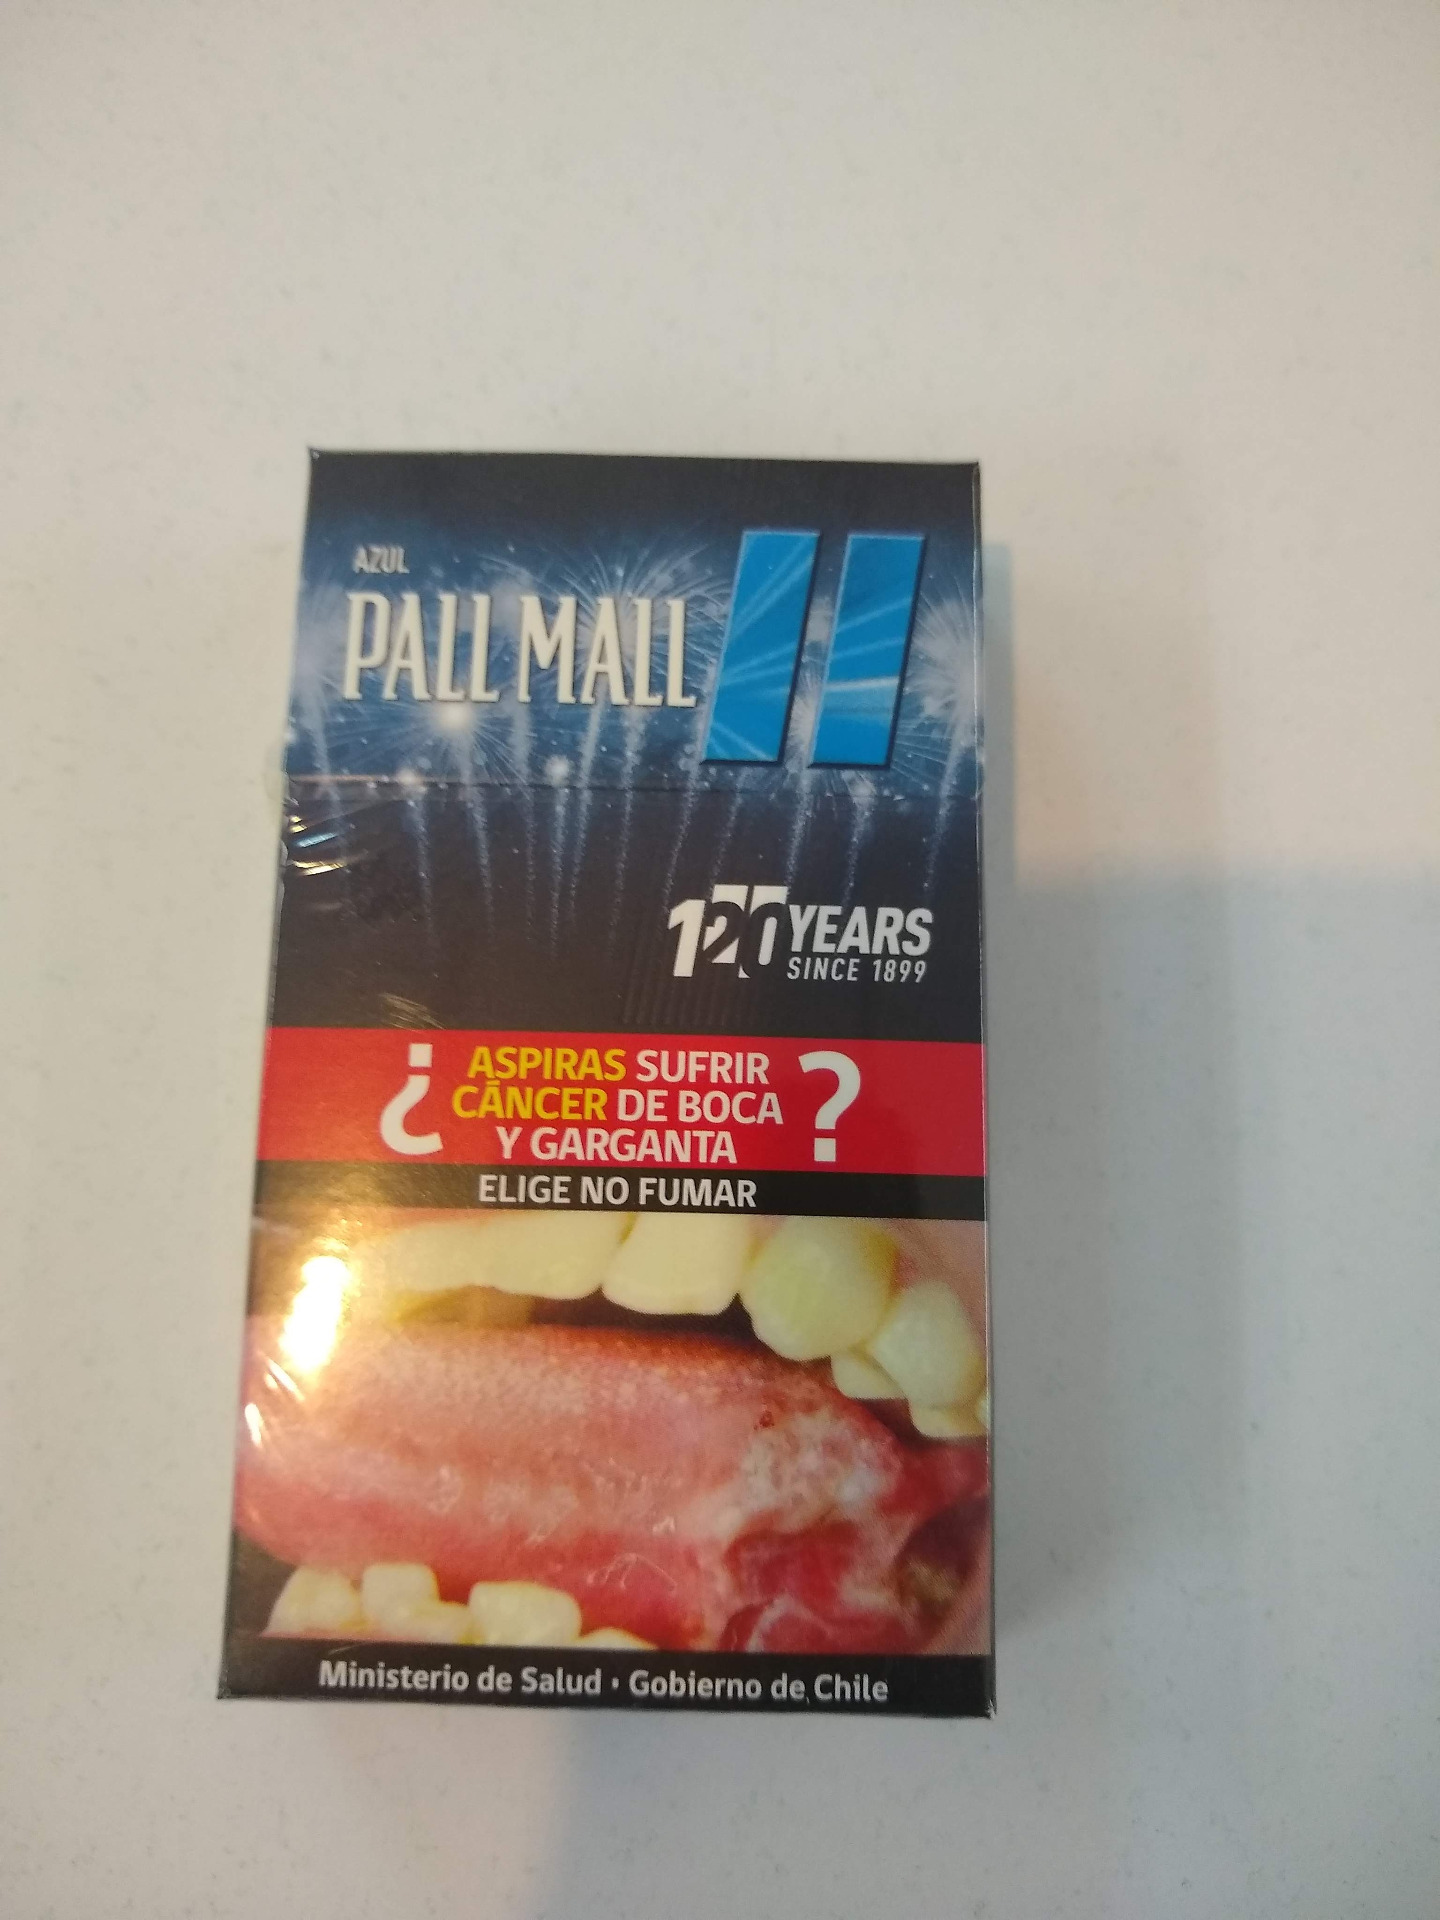 AZUL
PALL MALL
120 YEARS
SINCE 1899
¿ASPIRAS SUFRIR
CÁNCER DE BOCA
Y GARGANTA?
ELIGE NO FUMAR
Ministerio de Salud · Gobierno de Chile